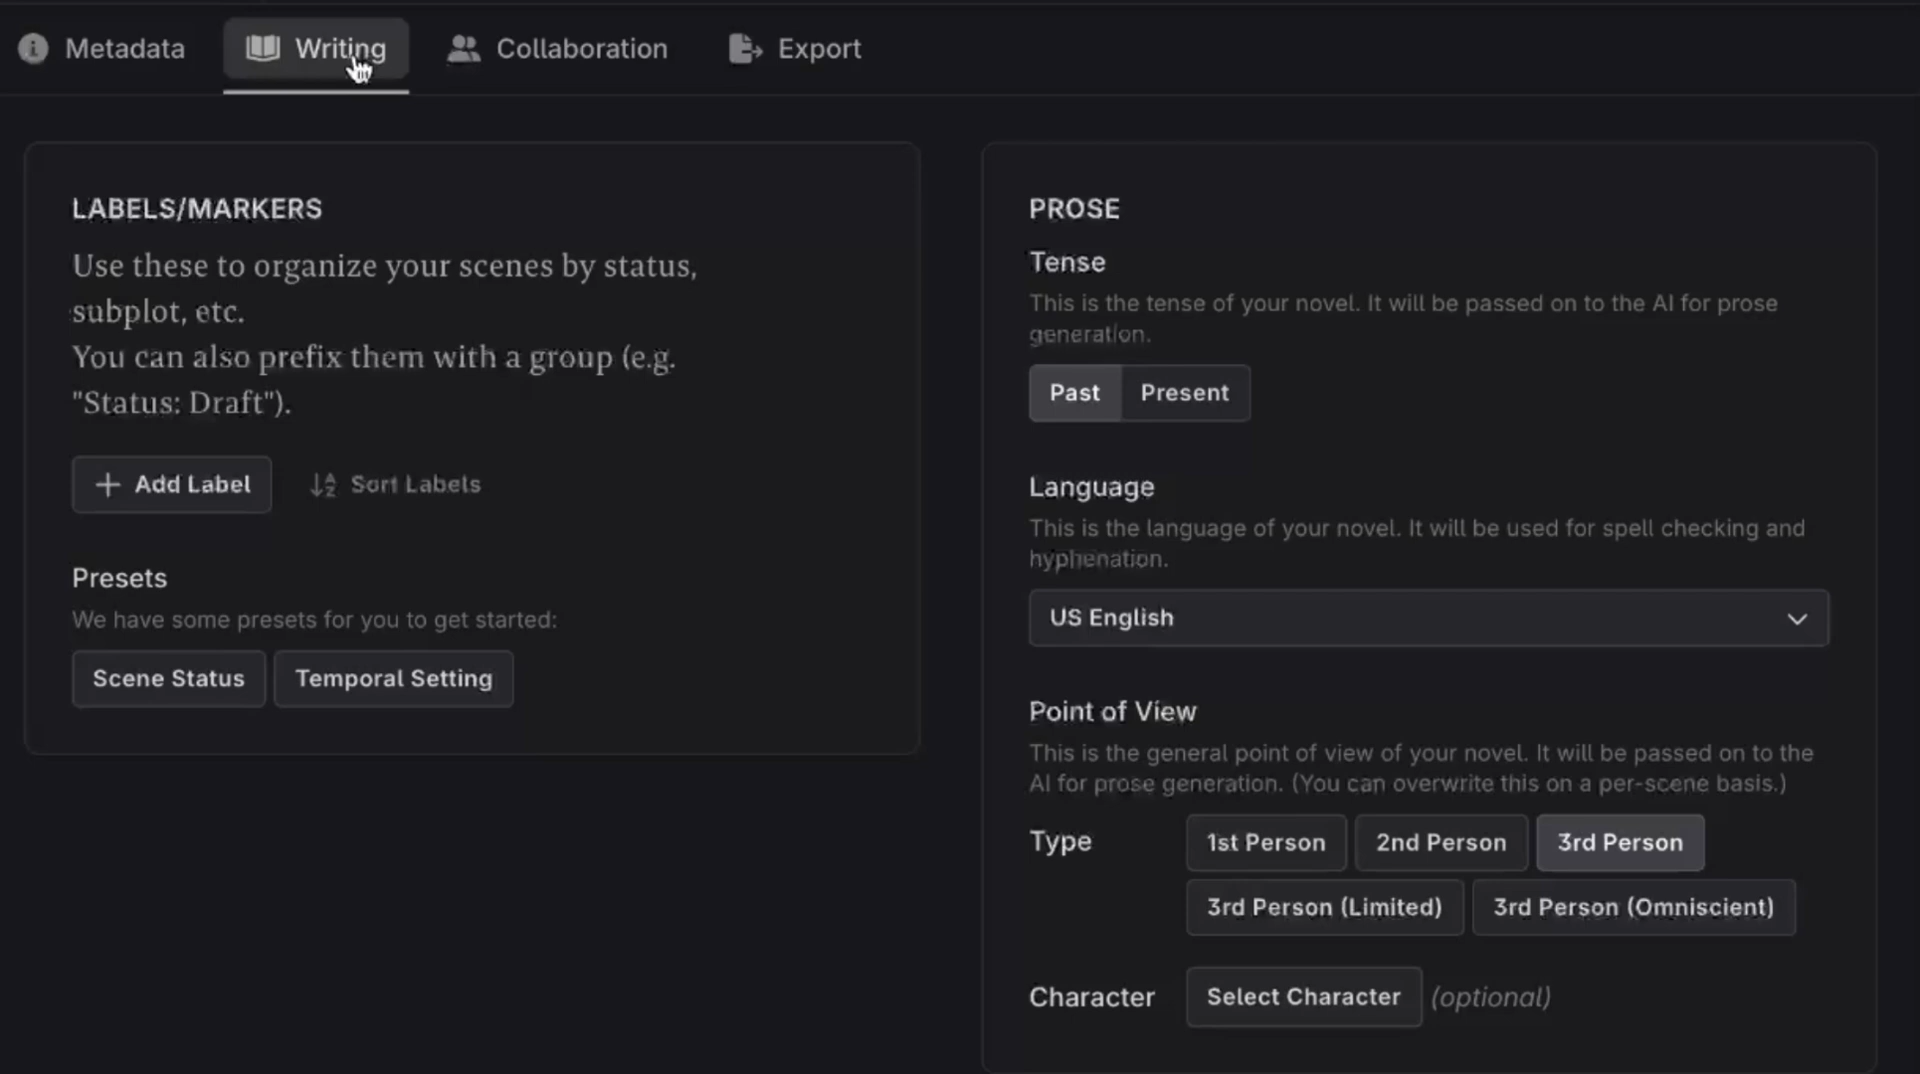 Metadata
Writing
Collaboration
Export
LABELS/MARKERS
Use these to organize your scenes by status,
subplot, etc.
You can also prefix them with a group (e.g.
"Status: Draft").
Add Label
Sort Labels
Presets
We have some presets for you to get started:
Scene Status
Temporal Setting
PROSE
Tense
This is the tense of your novel. It will be passed on to the AI for prose
generation.
Past
Present
Language
This is the language of your novel. It will be used for spell checking and
hyphenation.
US English
Point of View
This is the general point of view of your novel. It will be passed on to the
AI for prose generation. (You can overwrite this on a per-scene basis.)
Type
1st Person
2nd Person
3rd Person
3rd Person (Limited)
3rd Person (Omniscient)
Character
Select Character
(optional)